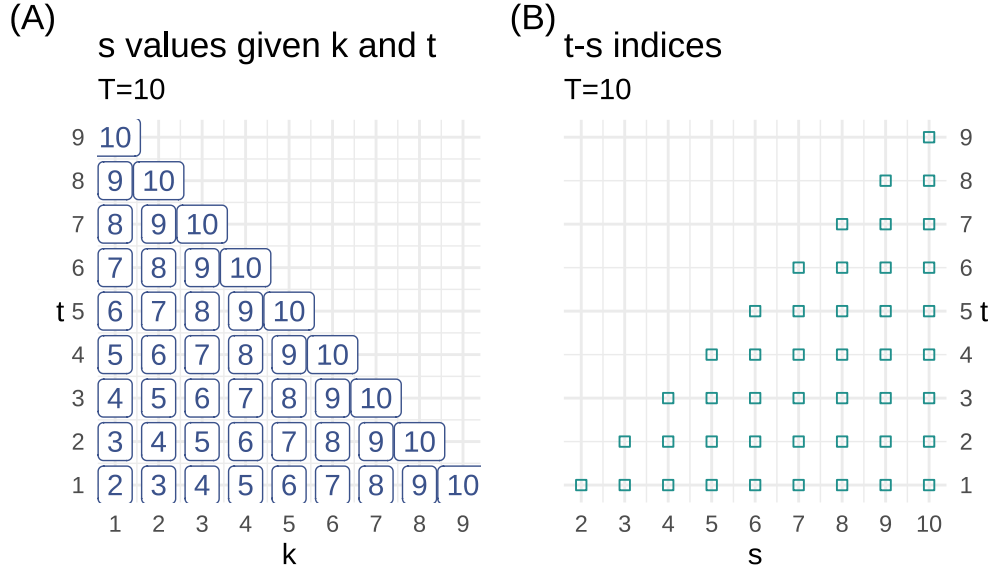 (A)
s values given k and t
T=10
9 10
8 9 10
7 8 9 10
6 7 8 9 10
t 5 6 7 8 9 10
4 5 6 7 8 9 10
3 4 5 6 7 8 9 10
2 3 4 5 6 7 8 9 10
1 2 3 4 5 6 7 8 9 10
1 2 3 4 5 6 7 8 9
k
(B)
t-s indices
T=10
9
8
7
6
5 t
4
3
2
1
2 3 4 5 6 7 8 9 10
s